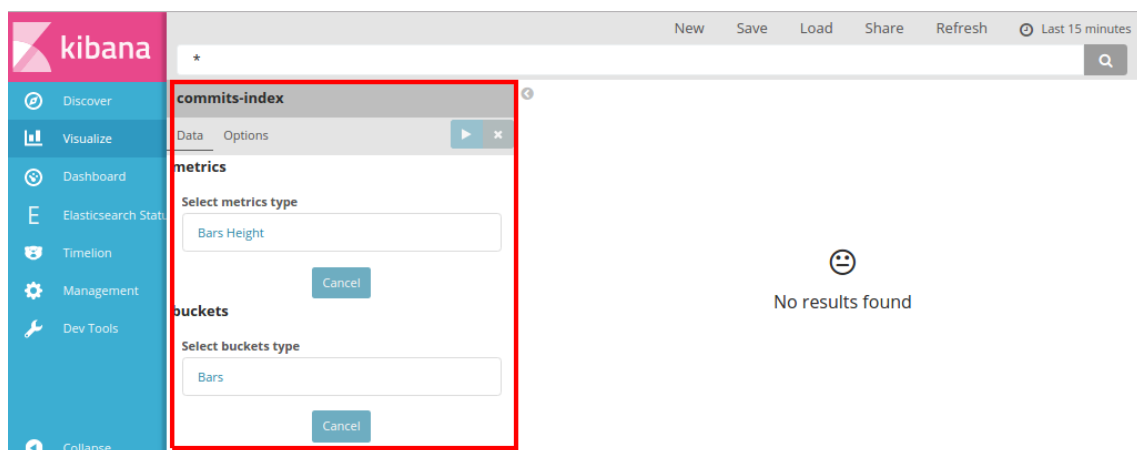 kibana
New Save Load Share Refresh Last 15 minutes
*
Discover
Visualize
Dashboard
E Elasticsearch Statu
Timelion
Management
Dev Tools
Collapse
commits-index
Data Options
metrics
Select metrics type
Bars Height
Cancel
buckets
Select buckets type
Bars
Cancel
No results found